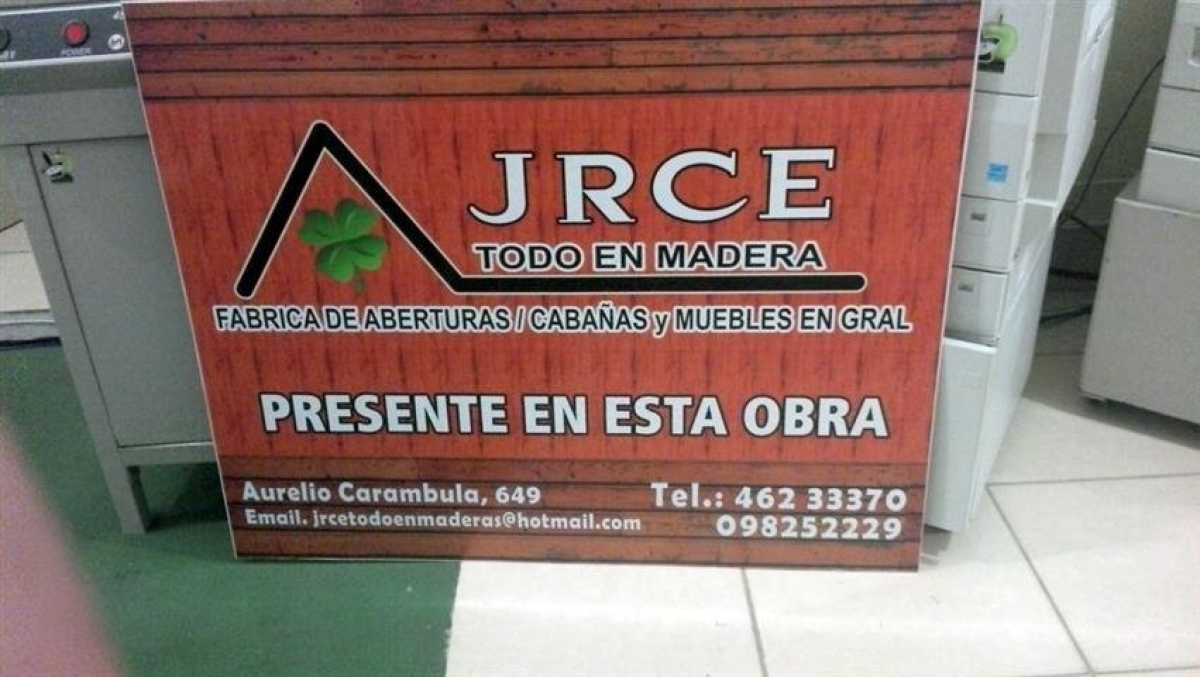 POWER
JRCE
TODO EN MADERA
FABRICA DE ABERTURAS / CABAÑAS y MUEBLES EN GRAL
PRESENTE EN ESTA OBRA
Aurelio Carambula, 649
Tel.: 462 33370
Email. jrcetodoenmaderas@hotmail.com
098252229